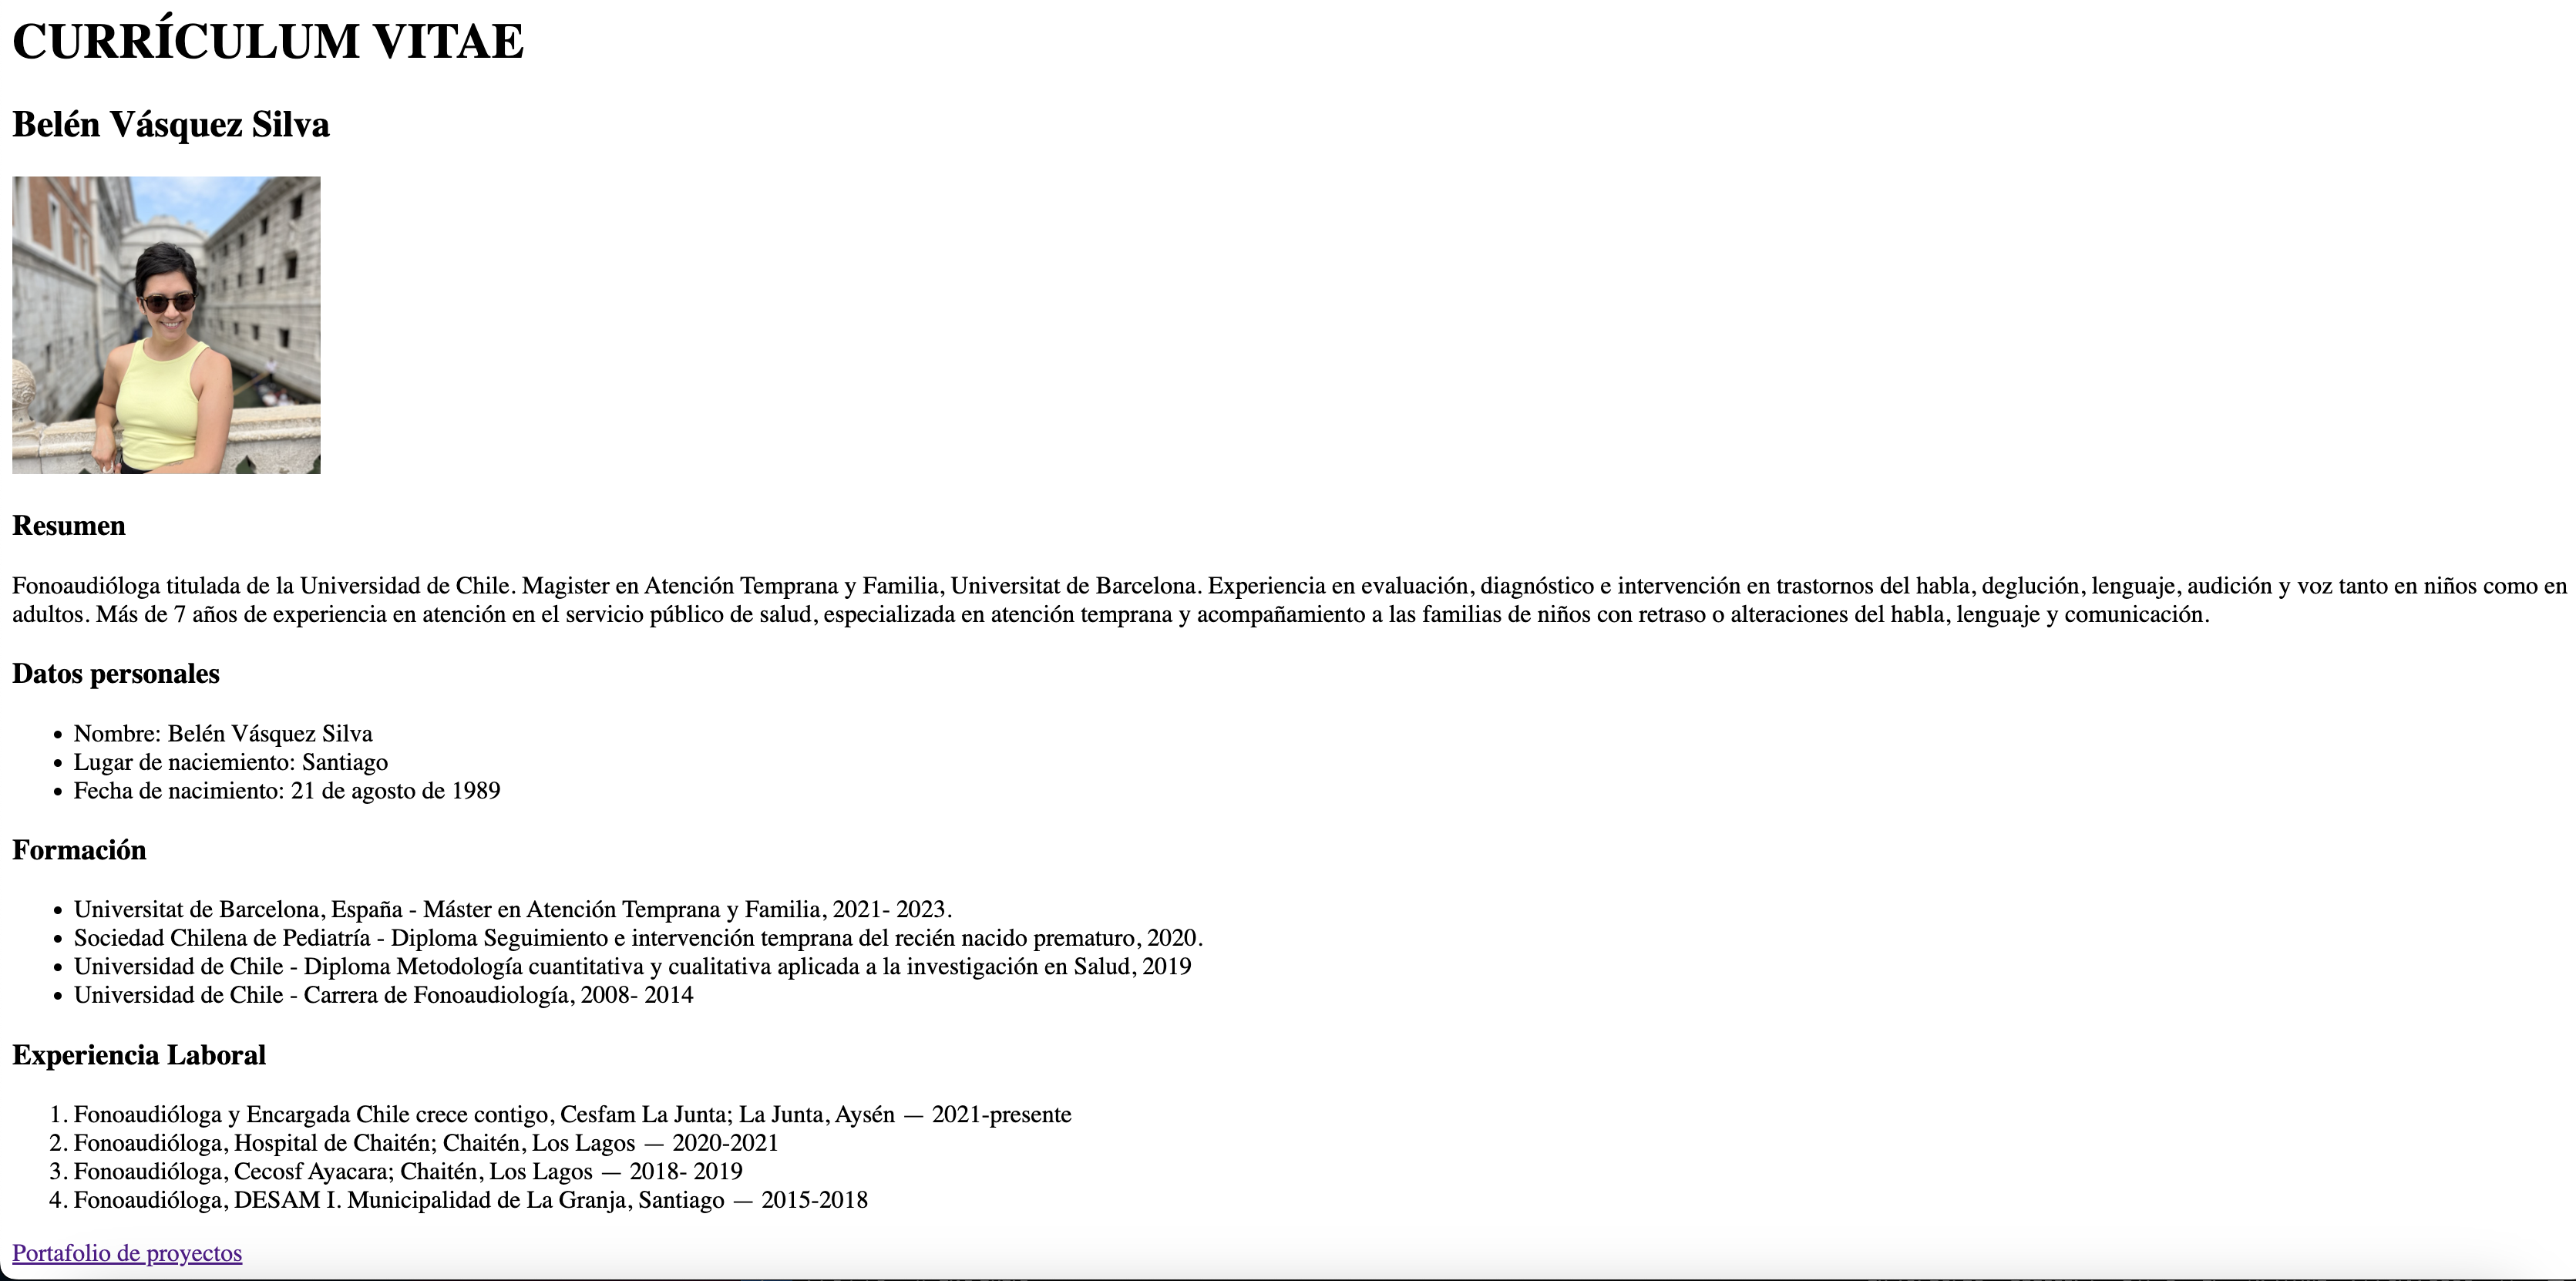 CURRÍCULUM VITAE
Belén Vásquez Silva
Resumen
Fonoaudióloga titulada de la Universidad de Chile. Magister en Atención Temprana y Familia, Universitat de Barcelona. Experiencia en evaluación, diagnóstico e intervención en trastornos del habla, deglución, lenguaje, audición y voz tanto en niños como en
adultos. Más de 7 años de experiencia en atención en el servicio público de salud, especializada en atención temprana y acompañamiento a las familias de niños con retraso o alteraciones del habla, lenguaje y comunicación.
Datos personales
• Nombre: Belén Vásquez Silva
• Lugar de naciemiento: Santiago
• Fecha de nacimiento: 21 de agosto de 1989
Formación
• Universitat de Barcelona, España - Máster en Atención Temprana y Familia, 2021- 2023.
• Sociedad Chilena de Pediatría - Diploma Seguimiento e intervención temprana del recién nacido prematuro, 2020.
• Universidad de Chile - Diploma Metodología cuantitativa y cualitativa aplicada a la investigación en Salud, 2019
• Universidad de Chile - Carrera de Fonoaudiología, 2008- 2014
Experiencia Laboral
1. Fonoaudióloga y Encargada Chile crece contigo, Cesfam La Junta; La Junta, Aysén — 2021-presente
2. Fonoaudióloga, Hospital de Chaitén; Chaitén, Los Lagos — 2020-2021
3. Fonoaudióloga, Cecosf Ayacara; Chaitén, Los Lagos — 2018- 2019
4. Fonoaudióloga, DESAM I. Municipalidad de La Granja, Santiago — 2015-2018
Portafolio de proyectos